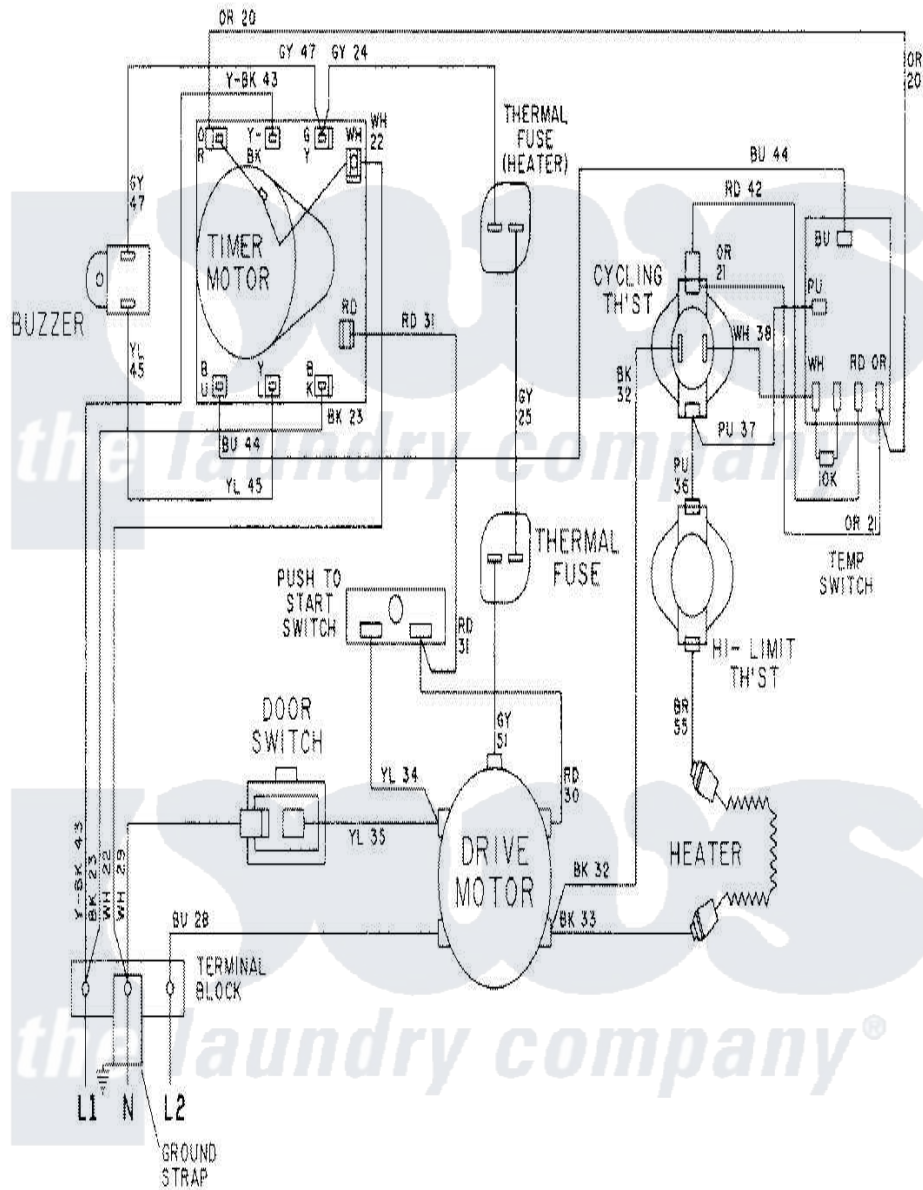 OR 20
GY 47
GY 24
Y-BK 43
OR
20
THERMAL
FUSE
(HEATER)
O
R
Y-
BK
G
Y
WH
WH
22
BU 44
RD 42
GY
47
TIMER
MOTOR
BUZZER
CYCLING
TH'ST
OR
21
BU
PU
RD
RD 31
WH 38
WH
RD OR
YL
45
B
U
Y
L
B
K
BK 23
GY
25
BK
32
BU 44
PU 37
the laundry company®
YL 45
PU
36
10K
OR 21
THERMAL
FUSE
TEMP
SWITCH
PUSH TO
START
SWITCH
RD
31
HI-LIMIT
TH'ST
DOOR
SWITCH
GY
51
BR
55
YL 34
RD
30
YL 35
DRIVE
MOTOR
HEATER
BK 32
Y-BK 43
BK 23
WH 22
WH 29
BU 28
BK 33
TERMINAL
BLOCK
the laundry company®
L1 N L2
GROUND
STRAP